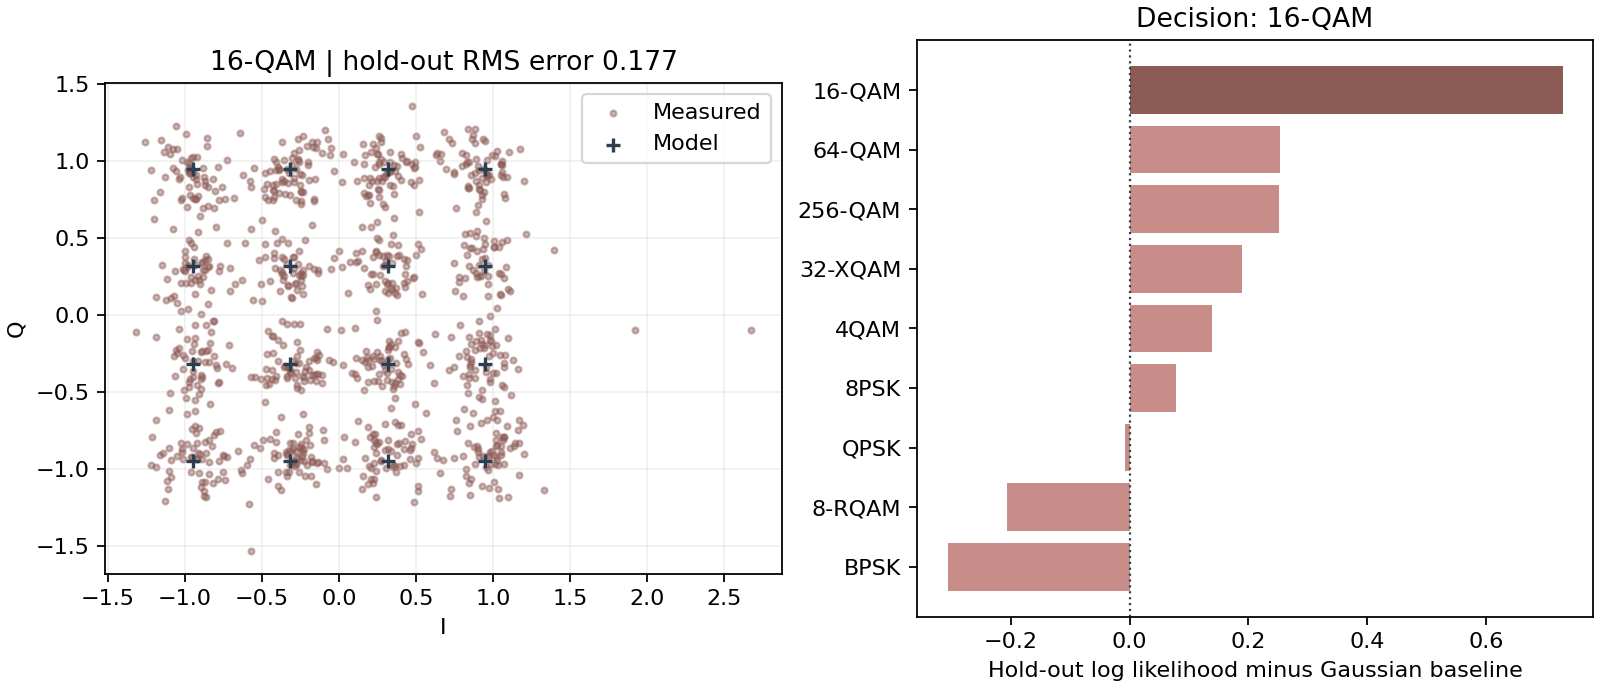 16-QAM | hold-out RMS error 0.177
1.5
1.0
0.5
0.0
−0.5
−1.0
−1.5
Q
Measured
Model
−1.5 −1.0 −0.5 0.0 0.5 1.0 1.5 2.0 2.5
I
Decision: 16-QAM
16-QAM
64-QAM
256-QAM
32-XQAM
4QAM
8PSK
QPSK
8-RQAM
BPSK
−0.2 0.0 0.2 0.4 0.6
Hold-out log likelihood minus Gaussian baseline